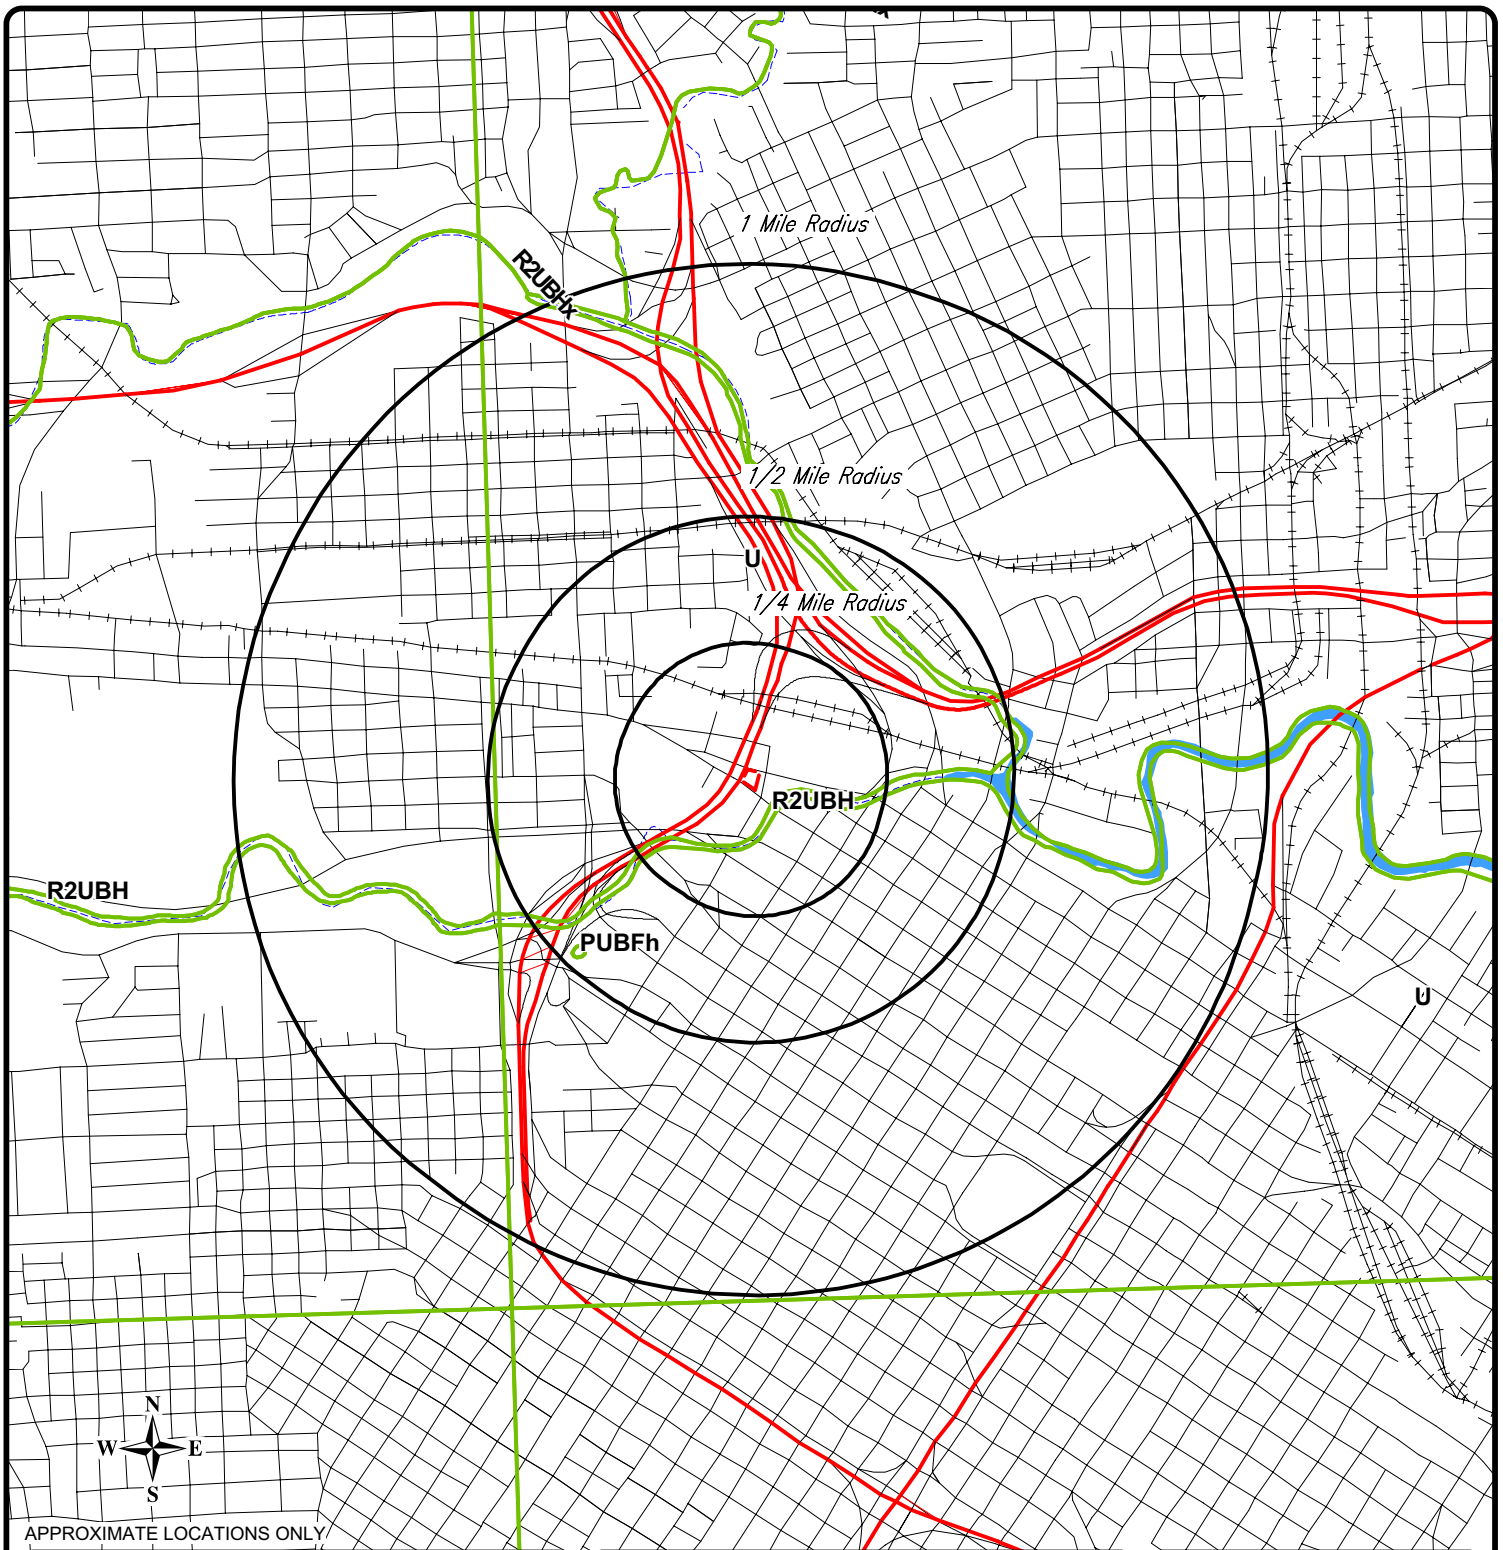 1 Mile Radius
R2UBHx
1/2 Mile Radius
U
1/4 Mile Radius
R2UBH
R2UBH
PUBFh
U
N
W E
S
APPROXIMATE LOCATIONS ONLY